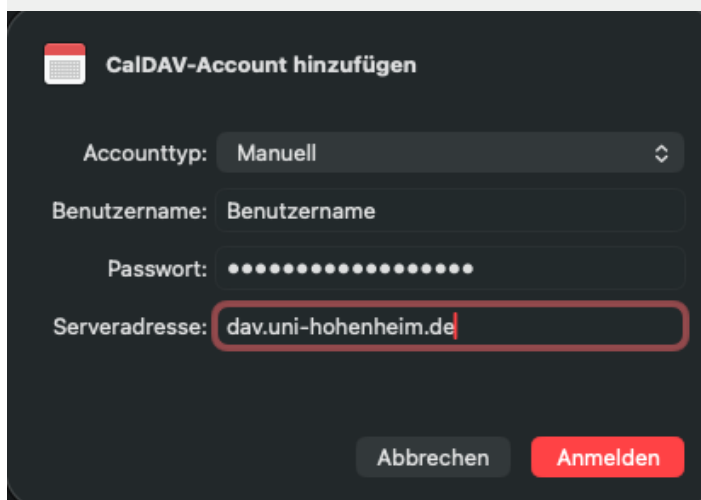 CalDAV-Account hinzufügen
Accounttyp: Manuell
Benutzername: Benutzername
Passwort: ••••••••••••••••••
Serveradresse: dav.uni-hohenheim.de
Abbrechen Anmelden